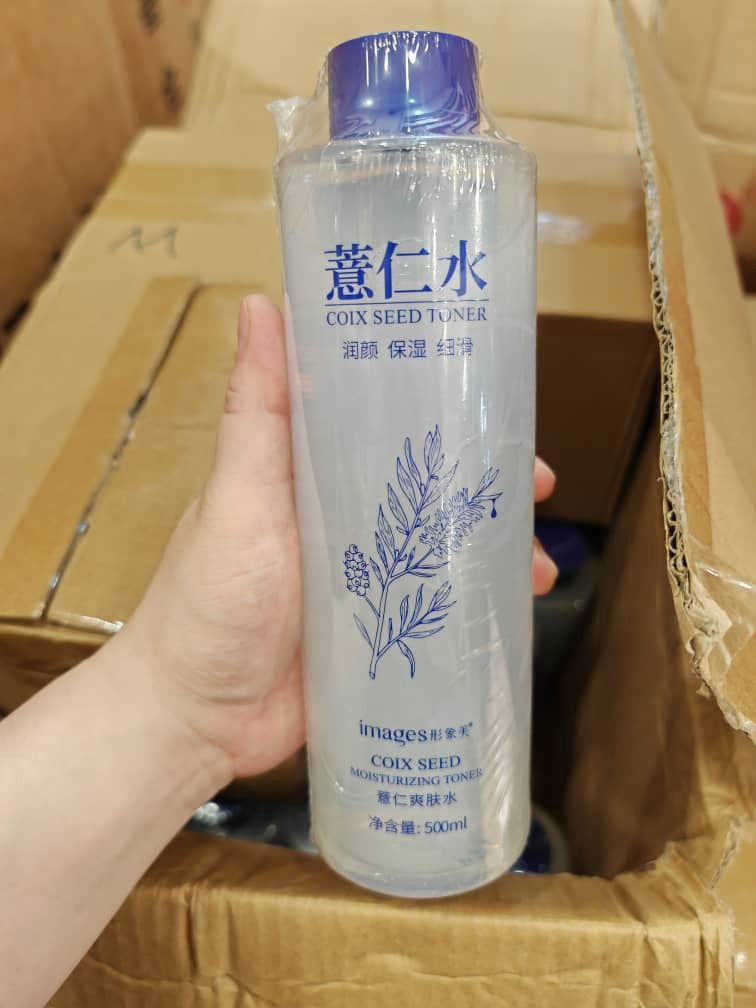 薏仁水
COIX SEED TONER
润颜 保湿 细滑
images形象美®
COIX SEED
MOISTURIZING TONER
薏仁爽肤水
净含量: 500ml